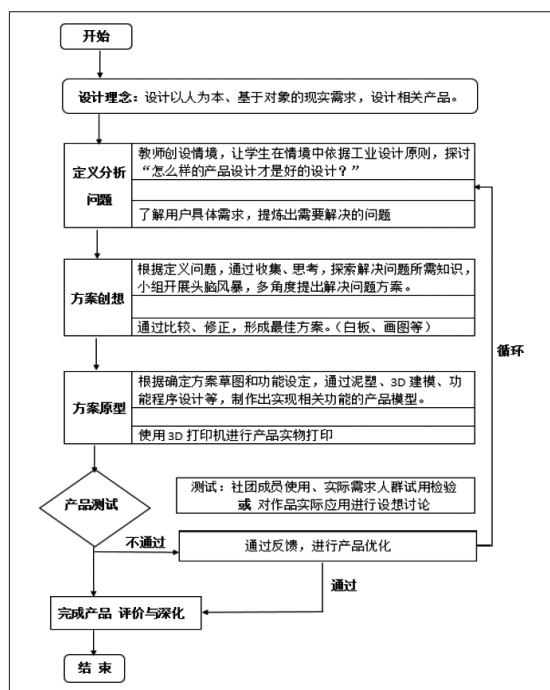 开始
设计理念：设计以人为本、基于对象的现实需求，设计相关产品。
定义分析
问题
教师创设情境，让学生在情境中依据工业设计原则，探讨
“怎么样的产品设计才是好的设计？”
了解用户具体需求，提炼出需要解决的问题
方案创想
根据定义问题，通过收集、思考，探索解决问题所需知识，
小组开展头脑风暴，多角度提出解决问题方案。
通过比较、修正，形成最佳方案。（白板、画图等）
循环
方案原型
根据确定方案草图和功能设定，通过泥塑、3D 建模、功
能程序设计等，制作出实现相关功能的产品模型。
使用 3D 打印机进行产品实物打印
产品测试
测试：社团成员使用、实际需求人群试用检验
或 对作品实际应用进行设想讨论
不通过
通过反馈，进行产品优化
通过
完成产品 评价与深化
结 束